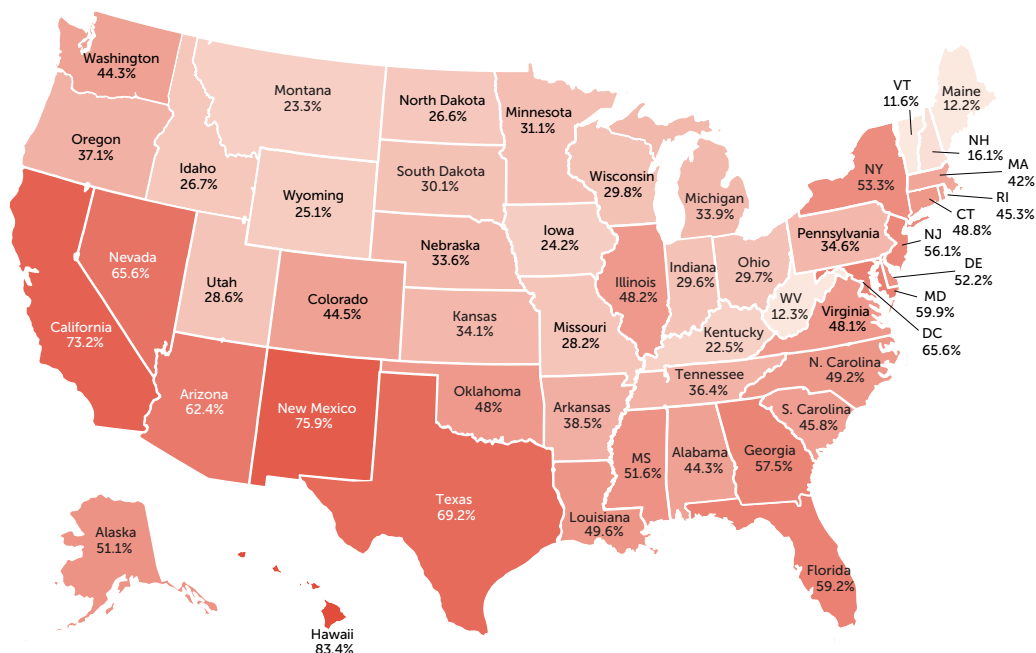 Washington
44.3%
Oregon
37.1%
California
73.2%
Nevada
65.6%
Idaho
26.7%
Montana
23.3%
Wyoming
25.1%
Utah
28.6%
Colorado
44.5%
Arizona
62.4%
New Mexico
75.9%
North Dakota
26.6%
South Dakota
30.1%
Nebraska
33.6%
Kansas
34.1%
Oklahoma
48%
Texas
69.2%
Minnesota
31.1%
Iowa
24.2%
Missouri
28.2%
Arkansas
38.5%
Louisiana
49.6%
Wisconsin
29.8%
Illinois
48.2%
Michigan
33.9%
Indiana
29.6%
Ohio
29.7%
Kentucky
22.5%
Tennessee
36.4%
MS
51.6%
Alabama
44.3%
Georgia
57.5%
Florida
59.2%
S. Carolina
45.8%
N. Carolina
49.2%
Virginia
48.1%
WV
12.3%
Pennsylvania
34.6%
NY
53.3%
VT
11.6%
Maine
12.2%
NH
16.1%
MA
42%
RI
45.3%
CT
48.8%
NJ
56.1%
DE
52.2%
MD
59.9%
DC
65.6%
Alaska
51.1%
Hawaii
83.4%